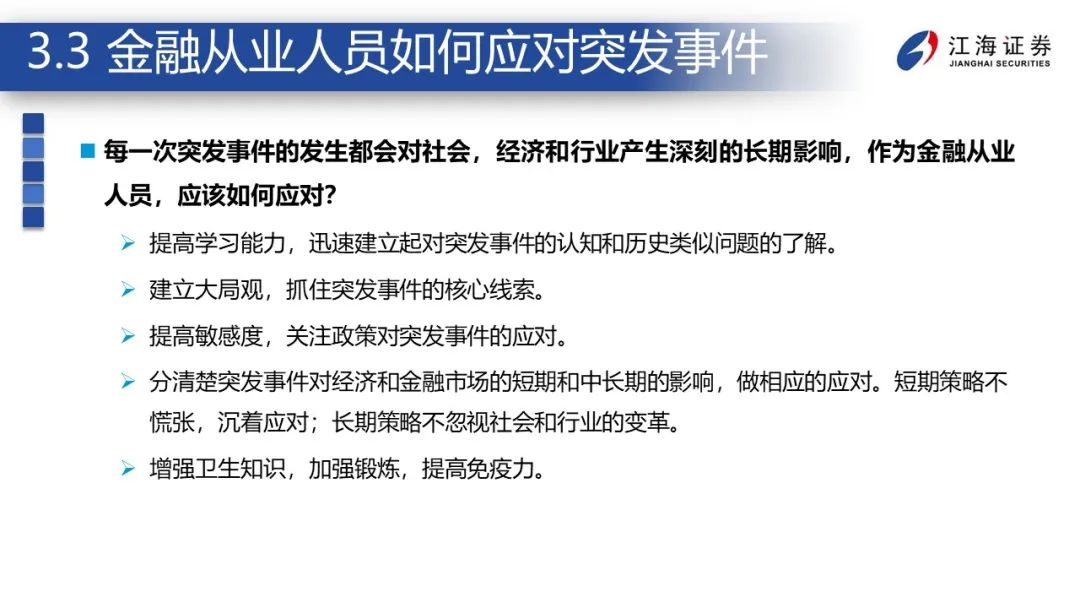 3.3 金融从业人员如何应对突发事件
江海证券
JIANGHAI SECURITIES
每一次突发事件的发生都会对社会，经济和行业产生深刻的长期影响，作为金融从业
人员，应该如何应对？
提高学习能力，迅速建立起对突发事件的认知和历史类似问题的了解。
建立大局观，抓住突发事件的核心线索。
提高敏感度，关注政策对突发事件的应对。
分清楚突发事件对经济和金融市场的短期和中长期的影响，做相应的应对。短期策略不
慌张，沉着应对；长期策略不忽视社会和行业的变革。
增强卫生知识，加强锻炼，提高免疫力。